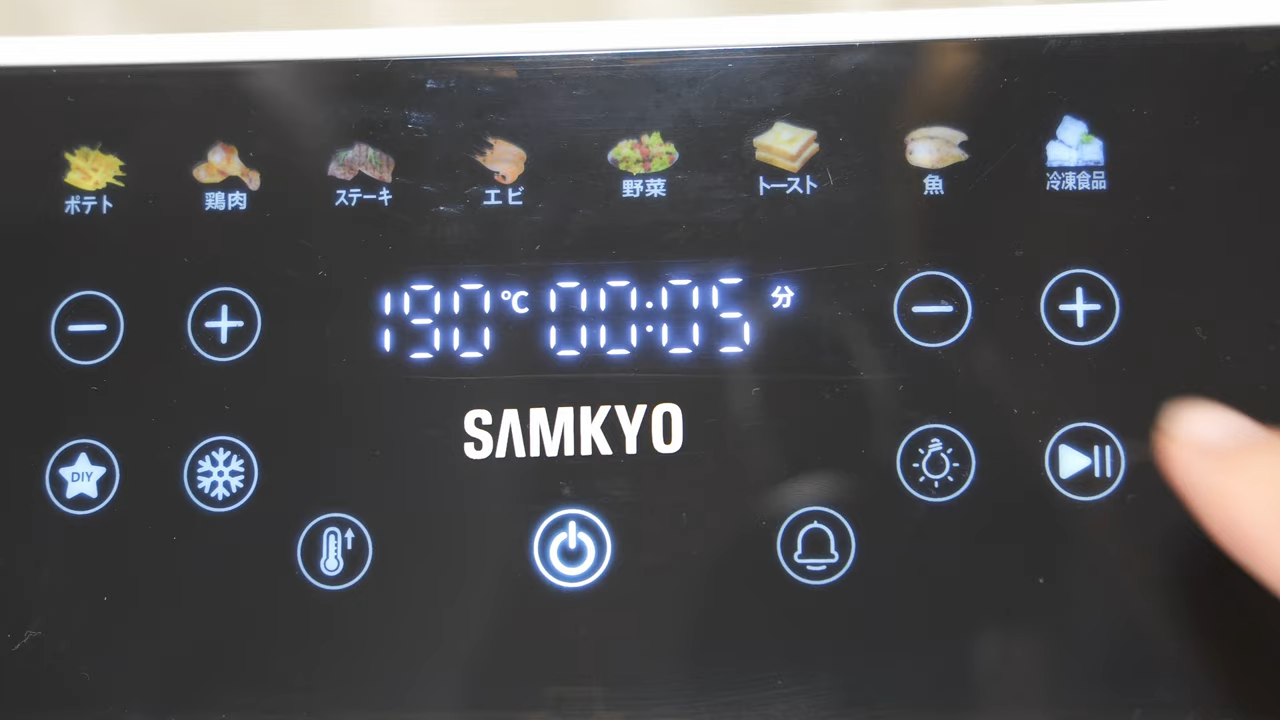 ポテト
鶏肉
ステーキ
エビ
野菜
トースト
魚
冷凍食品
190℃ 00:05 分
SAMKYO
DIY